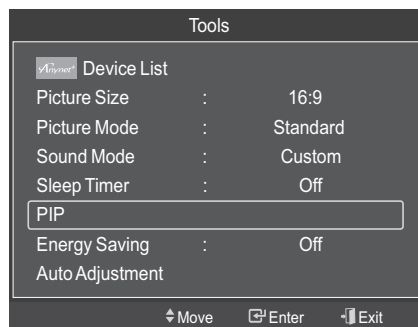 Tools
Anynet+ Device List
Picture Size : 16:9
Picture Mode : Standard
Sound Mode : Custom
Sleep Timer : Off
PIP
Energy Saving : Off
Auto Adjustment
Move Enter Exit